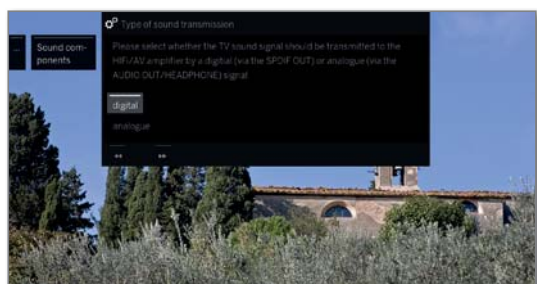 Type of sound transmission
... Sound com-
ponents
Please select whether the TV sound signal should be transmitted to the
HIFI/AV amplifier by a digital (via the SPDIF OUT) or analogue (via the
AUDIO OUT/HEADPHONE) signal.
digital
analogue